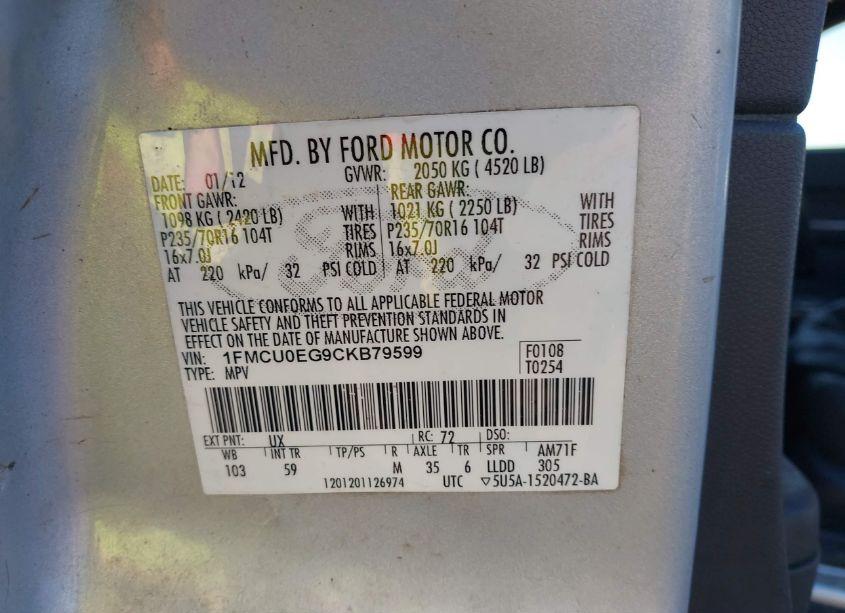 MFD. BY FORD MOTOR CO.
DATE: 01/12 GVWR: 2050 KG ( 4520 LB)
FRONT GAWR: REAR GAWR:
1098 KG ( 2420 LB) WITH 1021 KG ( 2250 LB) WITH
P235/70R16 104T TIRES P235/70R16 104T TIRES
16x7.0J RIMS 16x7.0J RIMS
AT 220 kPa/ 32 PSI COLD AT 220 kPa/ 32 PSI COLD
Ford
THIS VEHICLE CONFORMS TO ALL APPLICABLE FEDERAL MOTOR
VEHICLE SAFETY AND THEFT PREVENTION STANDARDS IN
EFFECT ON THE DATE OF MANUFACTURE SHOWN ABOVE.
VIN: 1FMCU0EG9CKB79599 F0108
TYPE: MPV T0254
EXT PNT: UX RC: 72 DSO:
WB INT TR TP/PS R AXLE TR SPR AM71F
103 59 M 35 6 LLDD 305
1201201126974 UTC ▽5U5A-1520472-BA